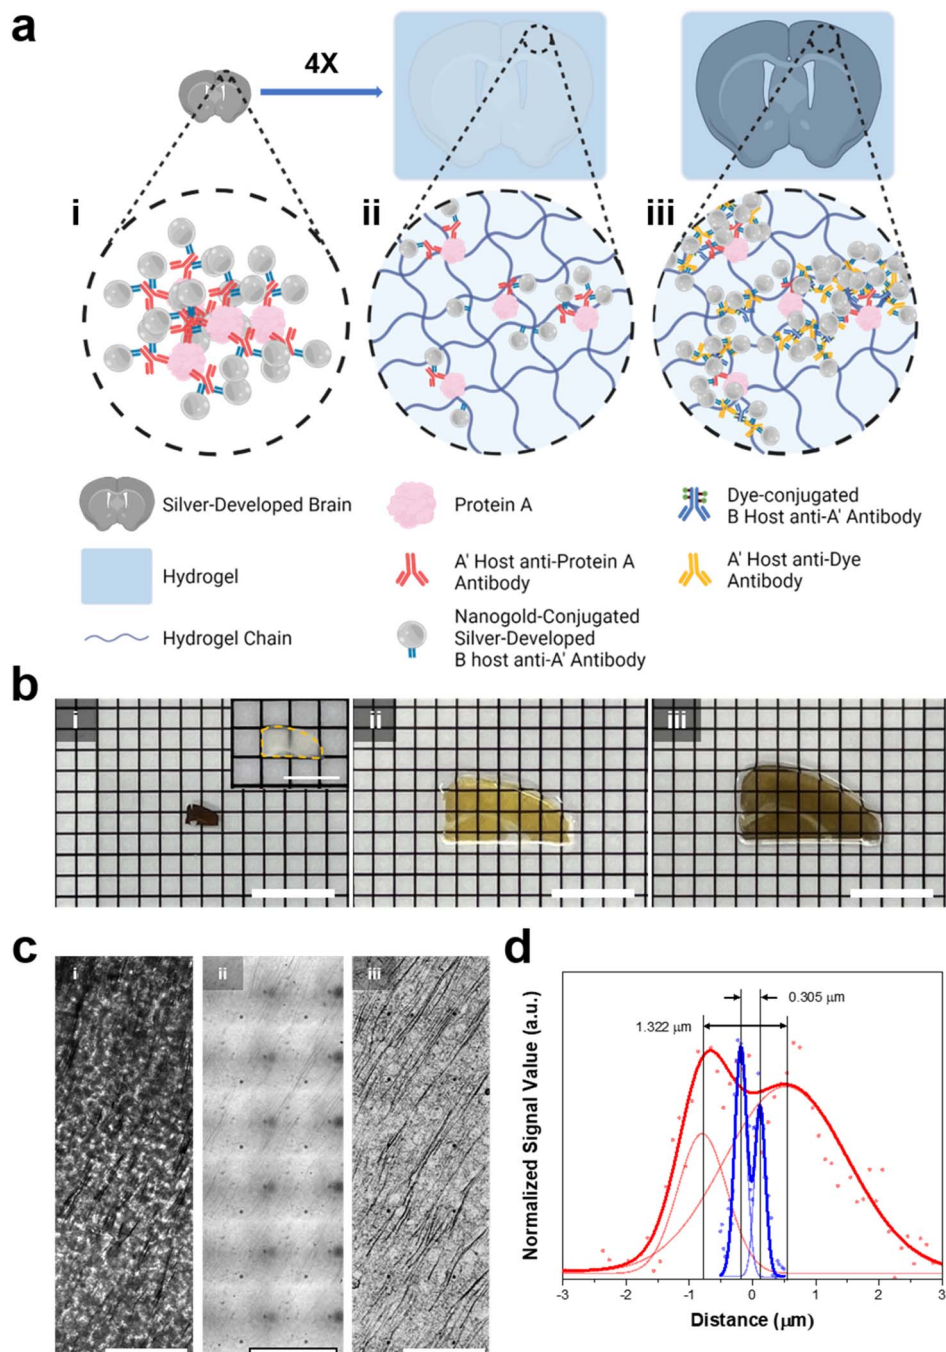 a
4X
i
ii
iii
Silver-Developed Brain
Protein A
Dye-conjugated
B Host anti-A' Antibody
Hydrogel
A' Host anti-Protein A
Antibody
A' Host anti-Dye
Antibody
Hydrogel Chain
Nanogold-Conjugated
Silver-Developed
B host anti-A' Antibody
b
i
ii
iii
c
i
ii
iii
d
0.305 μm
1.322 μm
Normalized Signal Value (a.u.)
-3
-2
-1
0
1
2
3
Distance (μm)